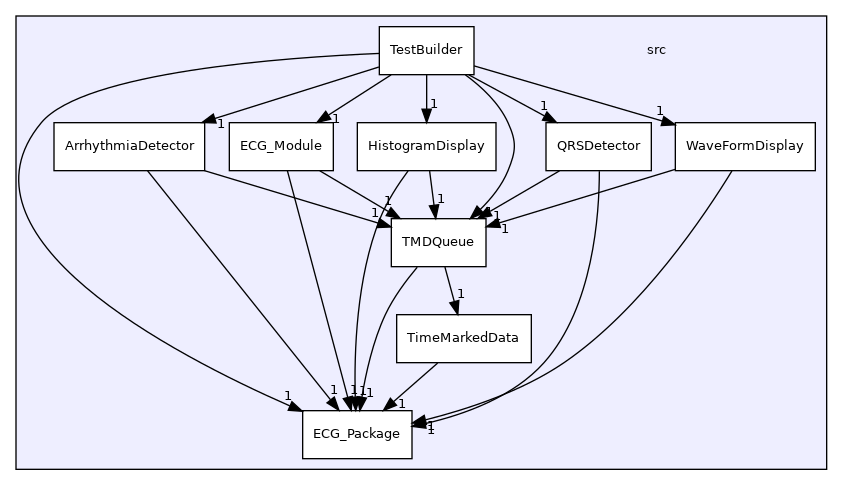 TestBuilder
src
1
1
1
1
1
ArrhythmiaDetector
ECG_Module
HistogramDisplay
QRSDetector
WaveFormDisplay
1
1
1
1
1
1
TMDQueue
1
TimeMarkedData
1
1
1
1
1
1
1
1
ECG_Package